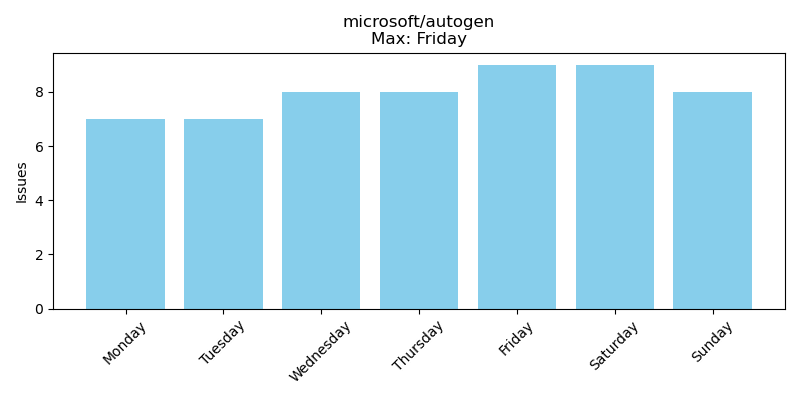 microsoft/autogen
Max: Friday
Issues
8
6
4
2
0
Monday
Tuesday
Wednesday
Thursday
Friday
Saturday
Sunday